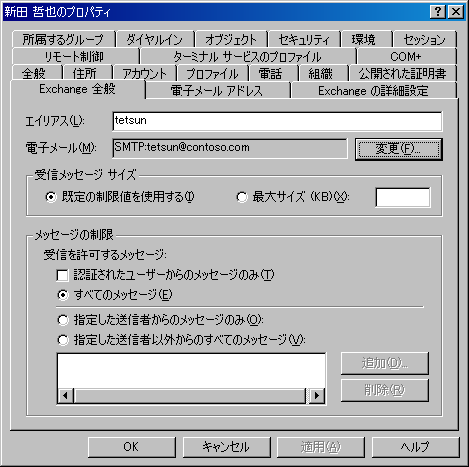 新田 哲也のプロパティ
所属するグループ ダイヤルイン オブジェクト セキュリティ 環境 セッション
リモート制御 ターミナル サービスのプロファイル COM+
全般 住所 アカウント プロファイル 電話 組織 公開された証明書
Exchange 全般 電子メール アドレス Exchange の詳細設定
エイリアス(L): tetsun
電子メール(M): SMTP:tetsun@contoso.com 変更(F)...
受信メッセージ サイズ
既定の制限値を使用する(I) 最大サイズ (KB)(X):
メッセージの制限
受信を許可するメッセージ:
認証されたユーザーからのメッセージのみ(T)
すべてのメッセージ(E)
指定した送信者からのメッセージのみ(O):
指定した送信者以外からのすべてのメッセージ(V):
追加(D)...
削除(R)
OK キャンセル 適用(A) ヘルプ